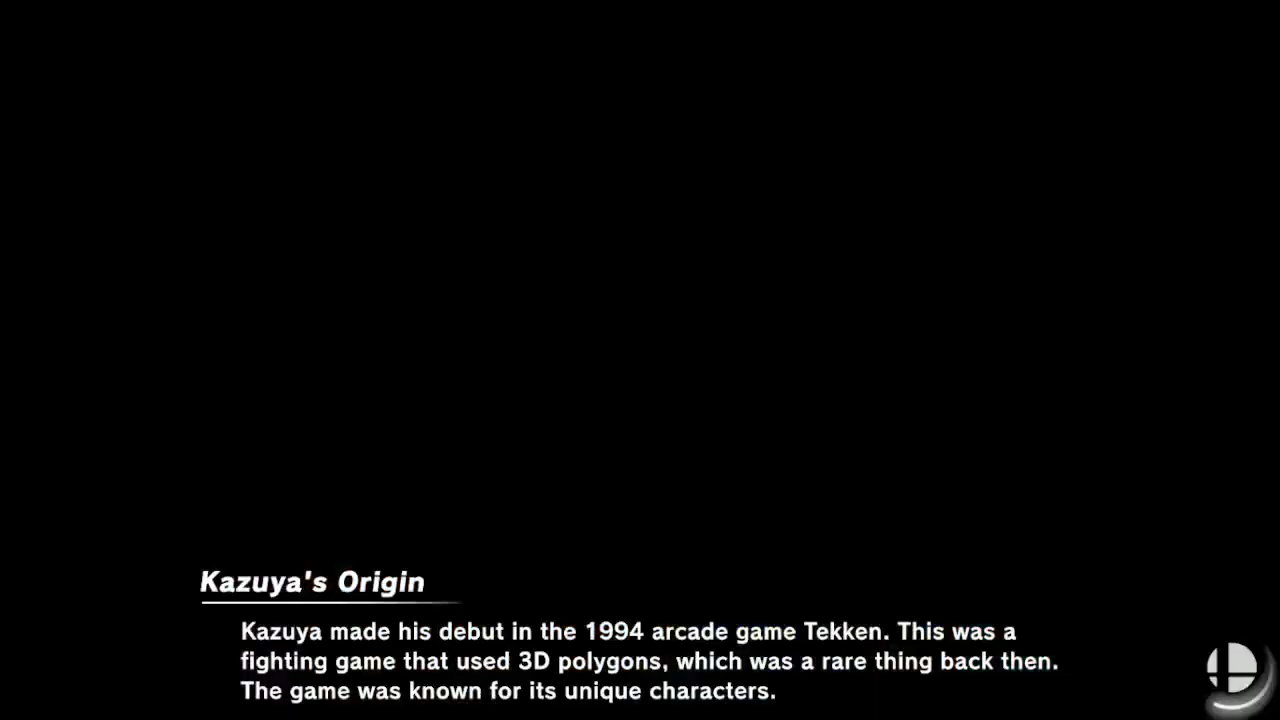 Kazuya's Origin
Kazuya made his debut in the 1994 arcade game Tekken. This was a
fighting game that used 3D polygons, which was a rare thing back then.
The game was known for its unique characters.